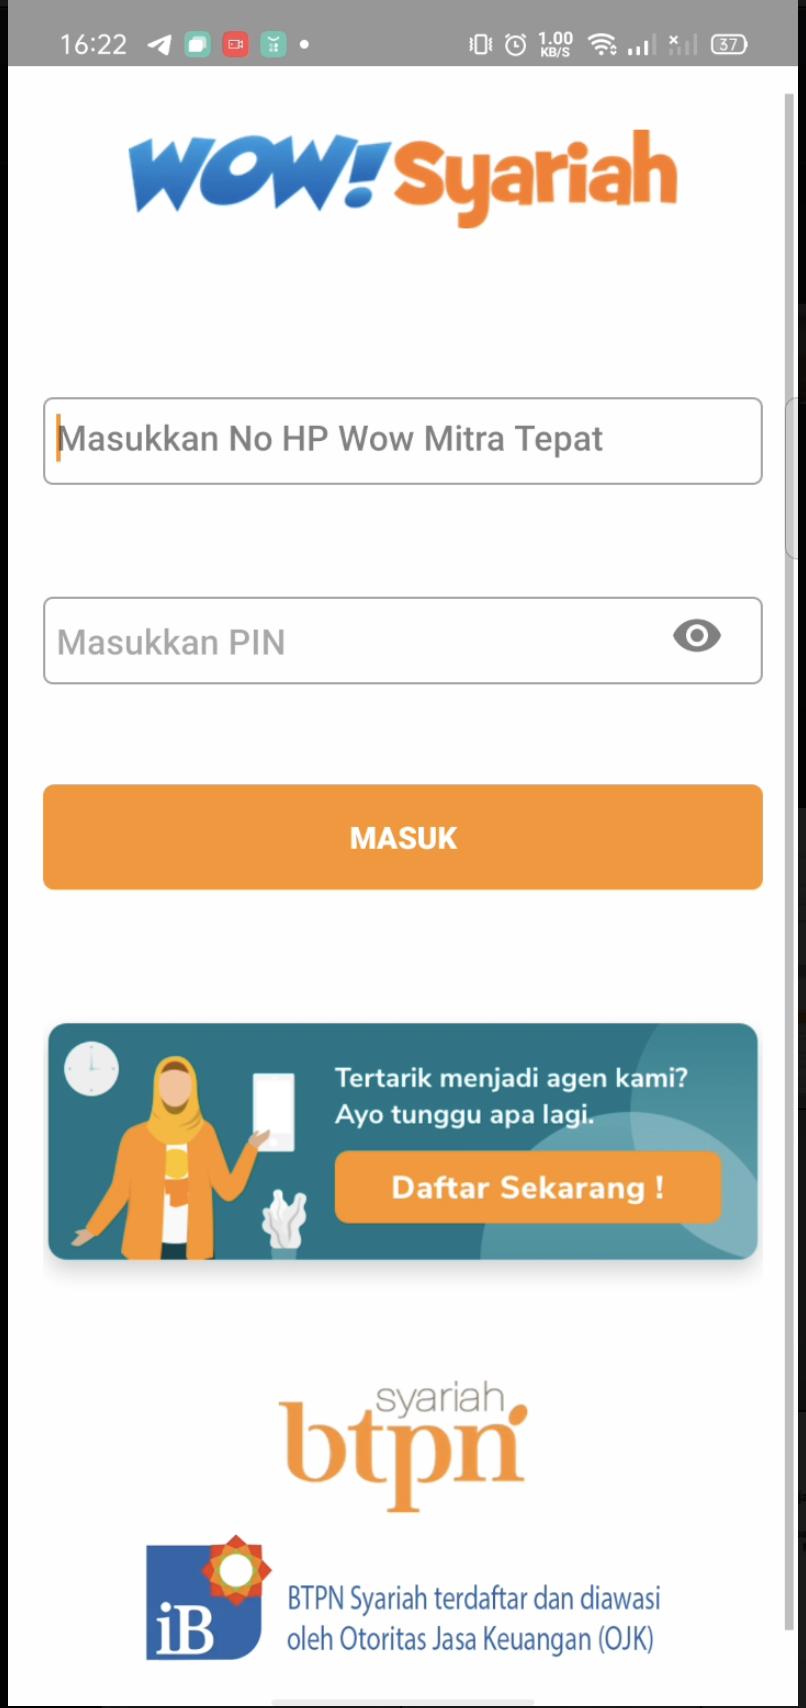 16:22
1.00
KB/S
37
WOW! Syariah
Masukkan No HP Wow Mitra Tepat
Masukkan PIN
MASUK
Tertarik menjadi agen kami?
Ayo tunggu apa lagi.
Daftar Sekarang !
syariah
btpn
iB
BTPN Syariah terdaftar dan diawasi
oleh Otoritas Jasa Keuangan (OJK)